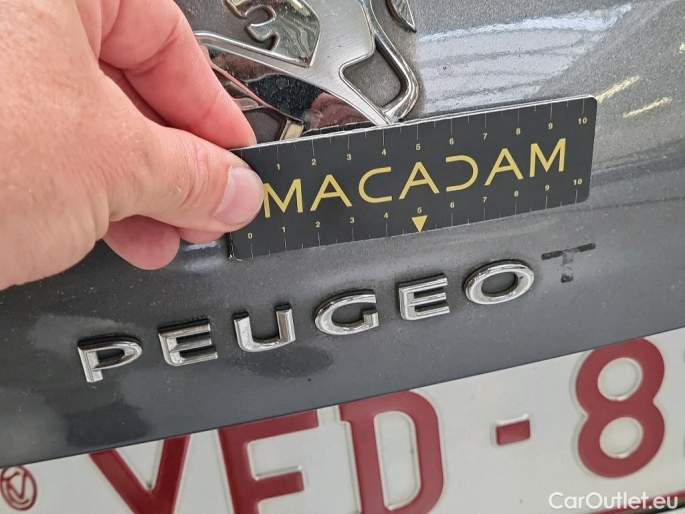 1 2 3 4 5 6 7 8 9 10
MACADAM
0 1 2 3 4 5 6 7 8 9 10
PEUGEOT
VED-8
CarOutlet.eu